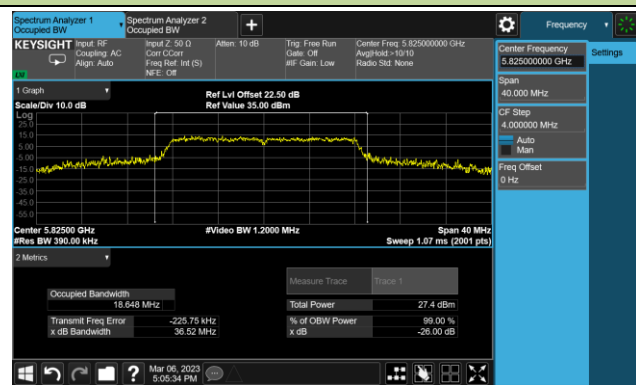 Spectrum Analyzer 1
Occupied BW
Spectrum Analyzer 2
Occupied BW
Frequency
KEYSIGHT
Input: RF
Coupling: AC
Align: Auto
Input Z: 50 Ω
Corr CCorr
Freq Ref: Int (S)
NFE: Off
Atten: 10 dB
Trig: Free Run
Gate: Off
#IF Gain: Low
Center Freq: 5.825000000 GHz
Avg|Hold:>10/10
Radio Std: None
Center Frequency
5.825000000 GHz
Settings
Span
40.000 MHz
CF Step
4.000000 MHz
Auto
Man
Freq Offset
0 Hz
1 Graph
Scale/Div 10.0 dB
Ref Lvl Offset 22.50 dB
Ref Value 35.00 dBm
Log
25.0
15.0
5.00
-5.00
-15.0
-25.0
-35.0
-45.0
-55.0
Center 5.82500 GHz
#Res BW 390.00 kHz
#Video BW 1.2000 MHz
Span 40 MHz
Sweep 1.07 ms (2001 pts)
2 Metrics
Measure Trace
Trace 1
Occupied Bandwidth
18.648 MHz
Total Power
27.4 dBm
Transmit Freq Error
-225.75 kHz
% of OBW Power
99.00 %
x dB Bandwidth
36.52 MHz
x dB
-26.00 dB
Mar 06, 2023
5:05:34 PM